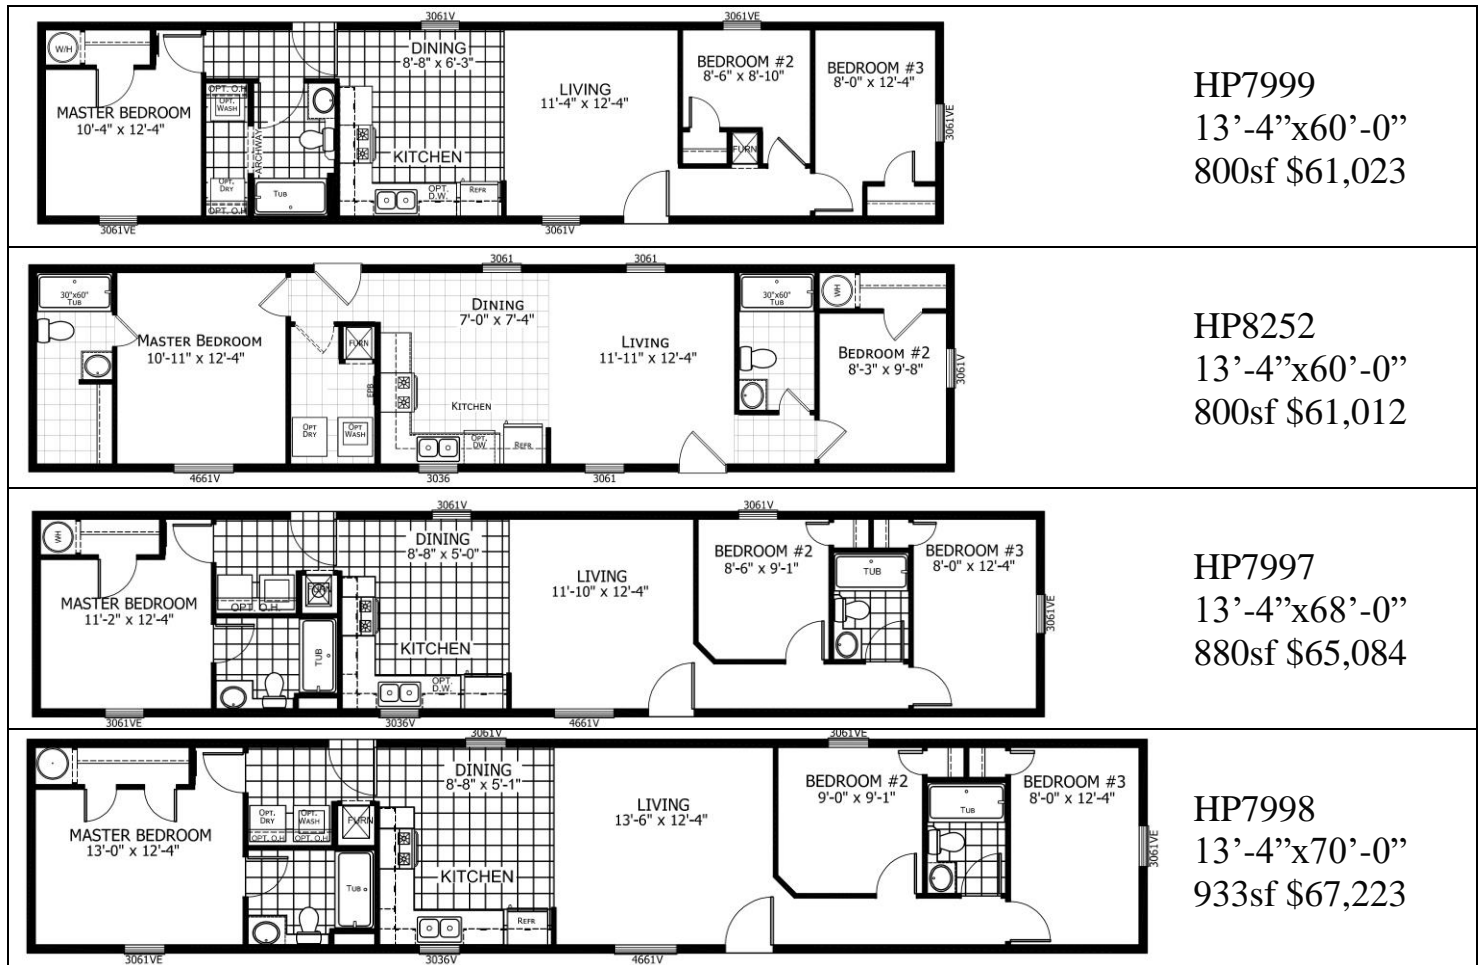 3061V
3061VE
W/H
DINING
8'-8" x 6'-3"
BEDROOM #2
8'-6" x 8'-10"
BEDROOM #3
8'-0" x 12'-4"
LIVING
11'-4" x 12'-4"
MASTER BEDROOM
10'-4" x 12'-4"
OPT. O.H.
OPT.
WASH
ARCHWAY
FURN
3061VE
KITCHEN
OPT.
DRY
OPT. O.H
TUB
OPT.
D.W.
REFR
3061VE
3061V
HP7999
13’-4”x60’-0”
800sf $61,023
3061
3061
30"x60"
TUB
30"x60"
TUB
WH
DINING
7'-0" x 7'-4"
MASTER BEDROOM
10'-11" x 12'-4"
FURN
LIVING
11'-11" x 12'-4"
BEDROOM #2
8'-3" x 9'-8"
3061V
EPB
KITCHEN
OPT
DRY
OPT
WASH
OPT.
DW
REFR
4661V
3036
3061
HP8252
13’-4”x60’-0”
800sf $61,012
3061V
3061V
WH
DINING
8'-8" x 5'-0"
BEDROOM #2
8'-6" x 9'-1"
BEDROOM #3
8'-0" x 12'-4"
TUB
LIVING
11'-10" x 12'-4"
MASTER BEDROOM
11'-2" x 12'-4"
OPT. O.H.
3061VE
TUB
KITCHEN
OPT.
D.W.
3061VE
3036V
4661V
HP7997
13’-4”x68’-0”
880sf $65,084
3061V
3061VE
DINING
8'-8" x 5'-1"
BEDROOM #2
9'-0" x 9'-1"
BEDROOM #3
8'-0" x 12'-4"
LIVING
13'-6" x 12'-4"
TUB
MASTER BEDROOM
13'-0" x 12'-4"
OPT.
DRY
OPT.
WASH
OPT. O.H
OPT. O.H
FURN
3061VE
TUB
KITCHEN
REFR
3061VE
3036V
4661V
HP7998
13’-4”x70’-0”
933sf $67,223